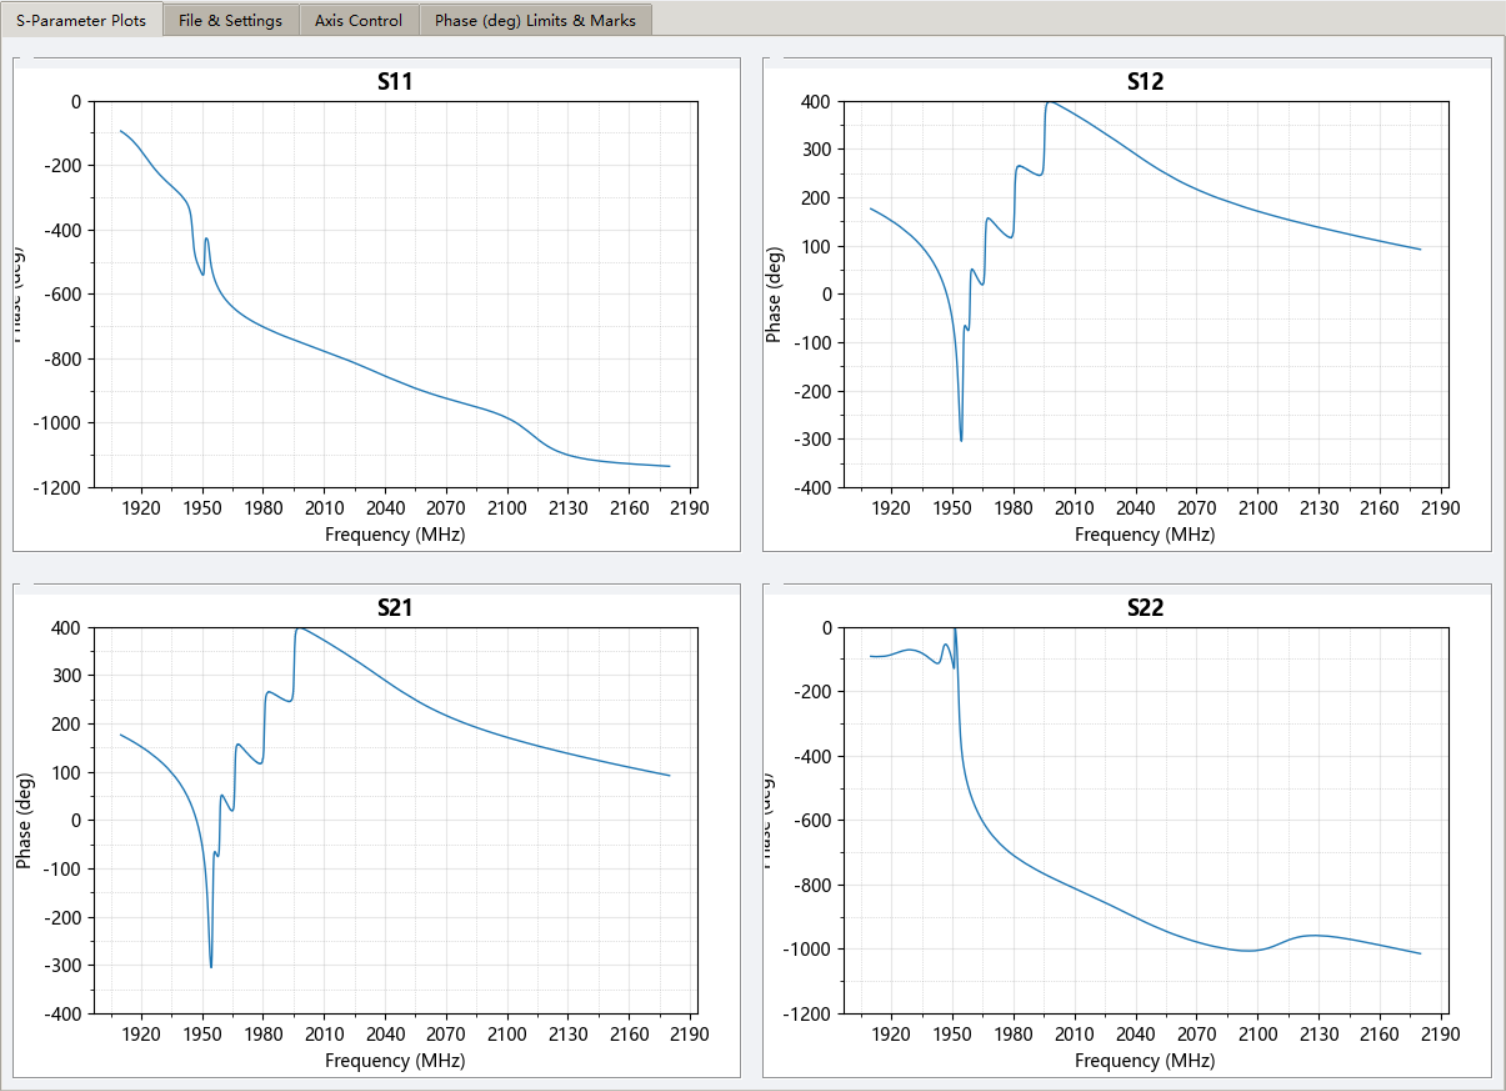 S-Parameter Plots File & Settings Axis Control Phase (deg) Limits & Marks
S11
0
-200
-400
-600
-800
-1000
-1200
1920 1950 1980 2010 2040 2070 2100 2130 2160 2190
Frequency (MHz)
S12
Phase (deg)
400
300
200
100
0
-100
-200
-300
-400
1920 1950 1980 2010 2040 2070 2100 2130 2160 2190
Frequency (MHz)
S21
Phase (deg)
400
300
200
100
0
-100
-200
-300
-400
1920 1950 1980 2010 2040 2070 2100 2130 2160 2190
Frequency (MHz)
S22
0
-200
-400
-600
-800
-1000
-1200
1920 1950 1980 2010 2040 2070 2100 2130 2160 2190
Frequency (MHz)